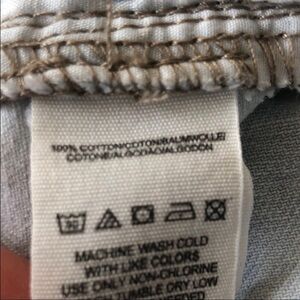 100% COTTON/COTON/BAUMWOLLE/
COTONE/ALGODÃO/ALGODON
MACHINE WASH COLD
WITH LIKE COLORS
USE ONLY NON-CHLORINE
TUMBLE DRY LOW